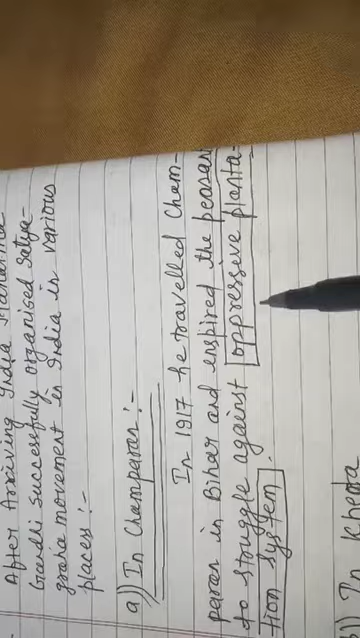 After Arriving India Mahatma
Gandhi successfully organised satya-
graha movement in India in various
places:-
a) In Champaran:-
In 1917 he travelled Cham-
paran in Bihar and inspired the peasan
to struggle against oppressive planta-
tion system.
) In Kheda